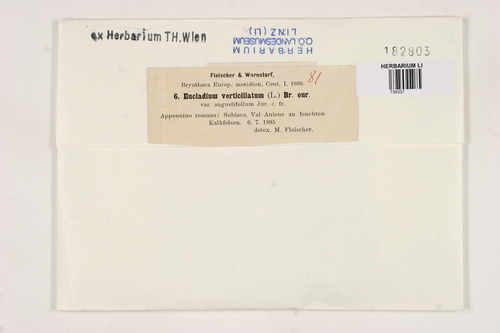 ex Herbarium TH.Wien
HERBARIUM
O.Ö. LANDESMUSEUM
LINZ (LI)
182803
HERBARIUM LI
Fleischer & Warnstorf,
Bryotheca Europ. meridion. Cent. I. 1896.
81
6. Eucladium verticillatum (L.) Br. eur.
var. angustifolium Jur. c. fr.
Appennino romano: Subiaco, Val Aniene an feuchten
Kalkfelsen. 6. 7. 1895
detex. M. Fleischer.